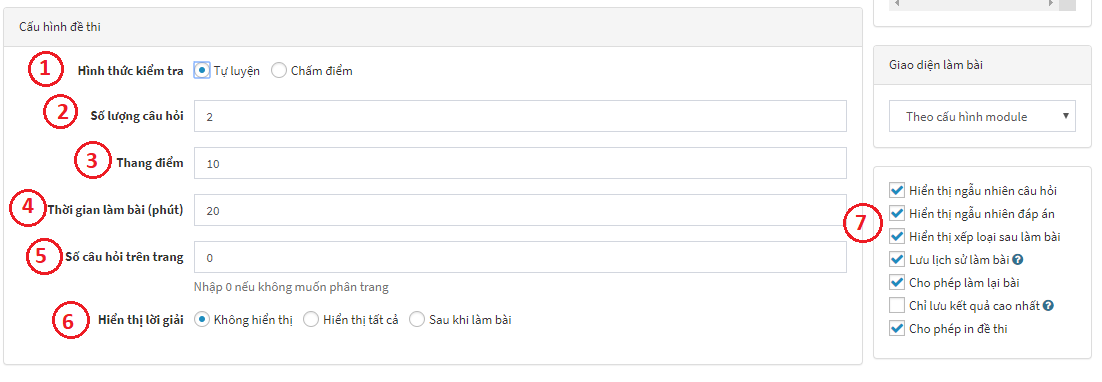 Cấu hình đề thi
1 Hình thức kiểm tra Tự luyện Chấm điểm
2 Số lượng câu hỏi 2
3 Thang điểm 10
4 Thời gian làm bài (phút) 20
5 Số câu hỏi trên trang 0
Nhập 0 nếu không muốn phân trang
6 Hiển thị lời giải Không hiển thị Hiển thị tất cả Sau khi làm bài
Giao diện làm bài
Theo cấu hình module
7
Hiển thị ngẫu nhiên câu hỏi
Hiển thị ngẫu nhiên đáp án
Hiển thị xếp loại sau làm bài
Lưu lịch sử làm bài ?
Cho phép làm lại bài
Chỉ lưu kết quả cao nhất ?
Cho phép in đề thi